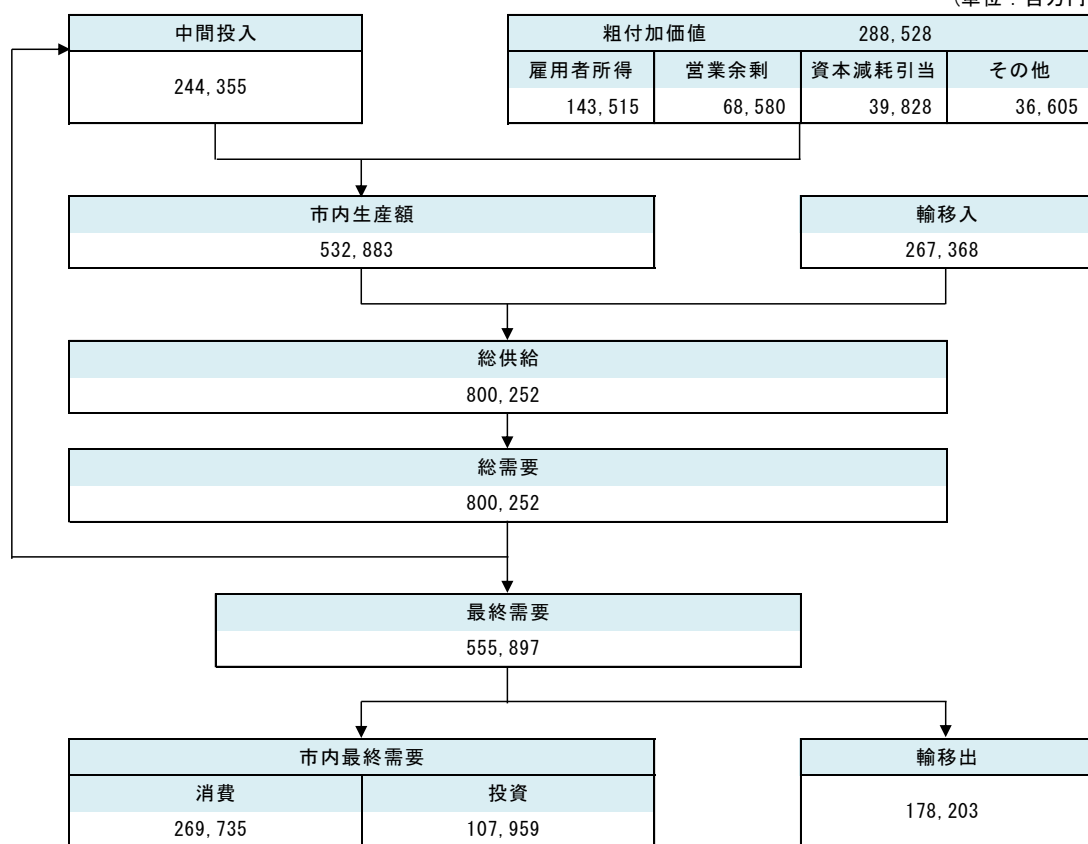 (単位：百万円
中間投入
244,355
粗付加価値 288,528
雇用者所得 営業余剰 資本減耗引当 その他
143,515 68,580 39,828 36,605
市内生産額 輸移入
532,883 267,368
総供給
800,252
総需要
800,252
最終需要
555,897
市内最終需要 輸移出
消費 投資
178,203
269,735 107,959